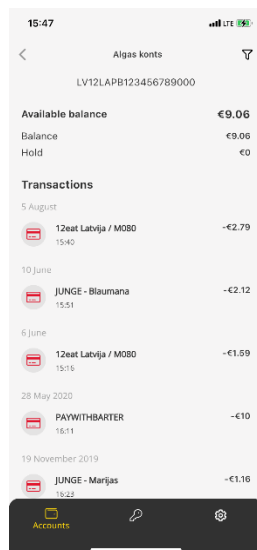 15:47
LTE
Algas konts
LV12LAPB123456789000
Available balance €9.06
Balance €9.06
Hold €0
Transactions
5 August
12eat Latvija / M080 -€2.79
15:40
10 June
JUNGE - Blaumana -€2.12
15:51
6 June
12eat Latvija / M080 -€1.59
15:16
28 May 2020
PAYWITHBARTER -€10
16:11
19 November 2019
JUNGE - Marijas -€1.16
16:23
Accounts